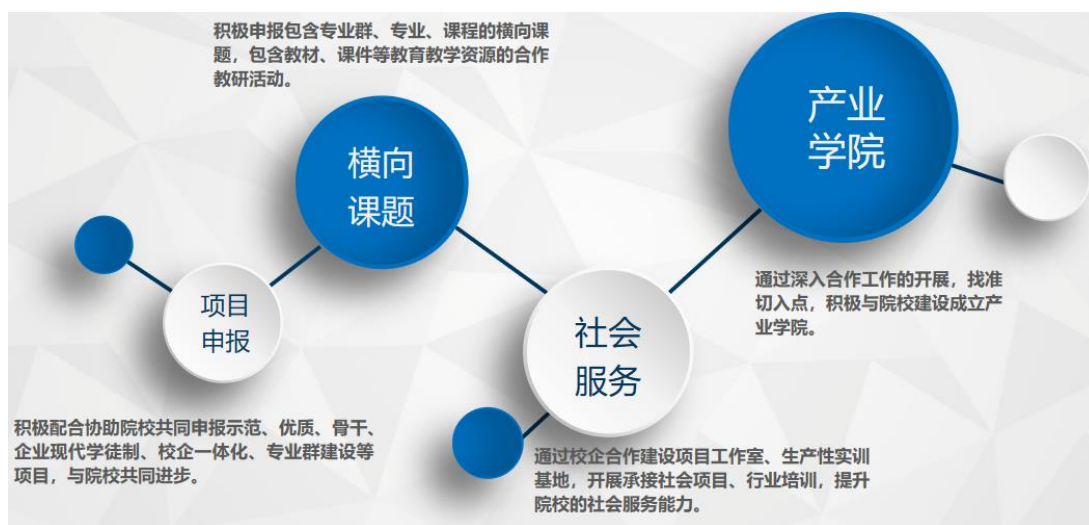 积极申报包含专业群、专业、课程的横向课
题，包含教材、课件等教育教学资源的合作
教研活动。
横向
课题
产业
学院
项目
申报
社会
服务
通过深入合作工作的开展，找准
切入点，积极与院校建设成立产
业学院。
积极配合协助院校共同申报示范、优质、骨干、
企业现代学徒制、校企一体化、专业群建设等
项目，与院校共同进步。
通过校企合作建设项目工作室、生产性实训
基地，开展承接社会项目、行业培训，提升
院校的社会服务能力。